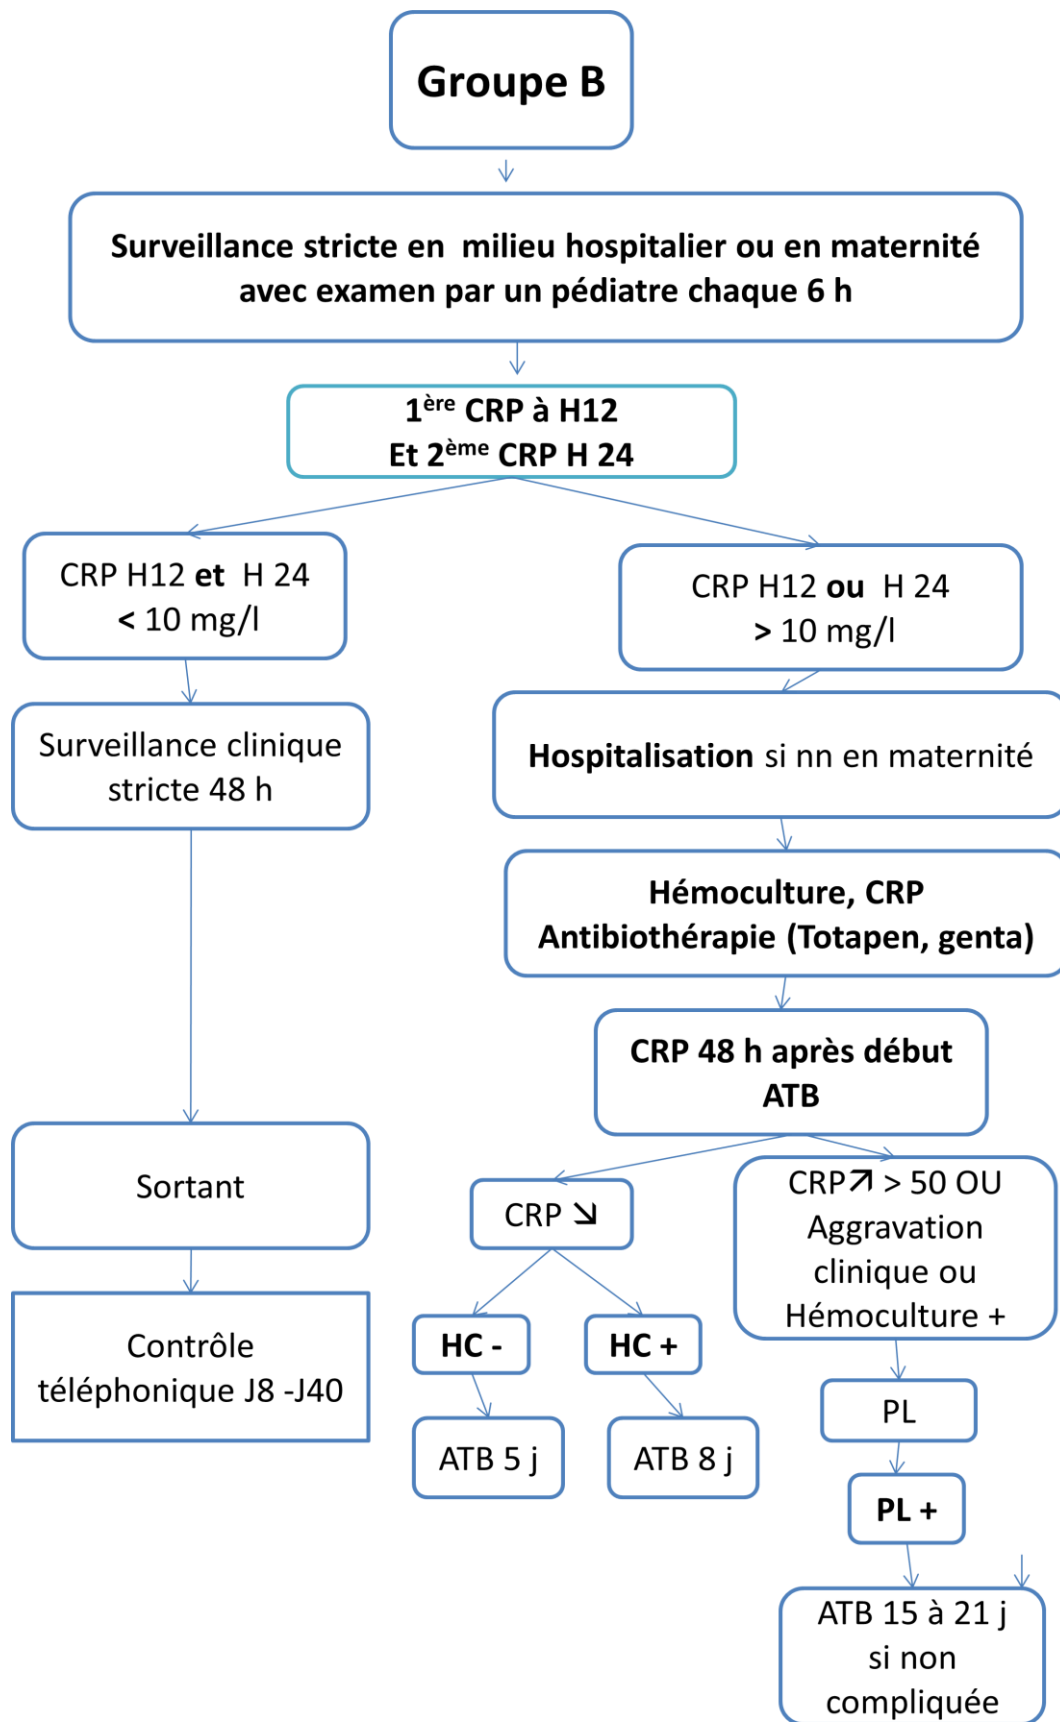 Groupe B
Surveillance stricte en  milieu hospitalier ou en maternité
avec examen par un pédiatre chaque 6 h
1ère CRP à H12
Et 2ème CRP H 24
CRP H12 et  H 24
< 10 mg/l
Surveillance clinique
stricte 48 h
Sortant
Contrôle
téléphonique J8 -J40
CRP H12 ou  H 24
> 10 mg/l
Hospitalisation si nn en maternité
Hémoculture, CRP
Antibiothérapie (Totapen, genta)
CRP 48 h après début
ATB
CRP ↘
HC -
ATB 5 j
HC +
ATB 8 j
CRP↗ > 50 OU
Aggravation
clinique ou
Hémoculture +
PL
PL +
ATB 15 à 21 j
si non
compliquée